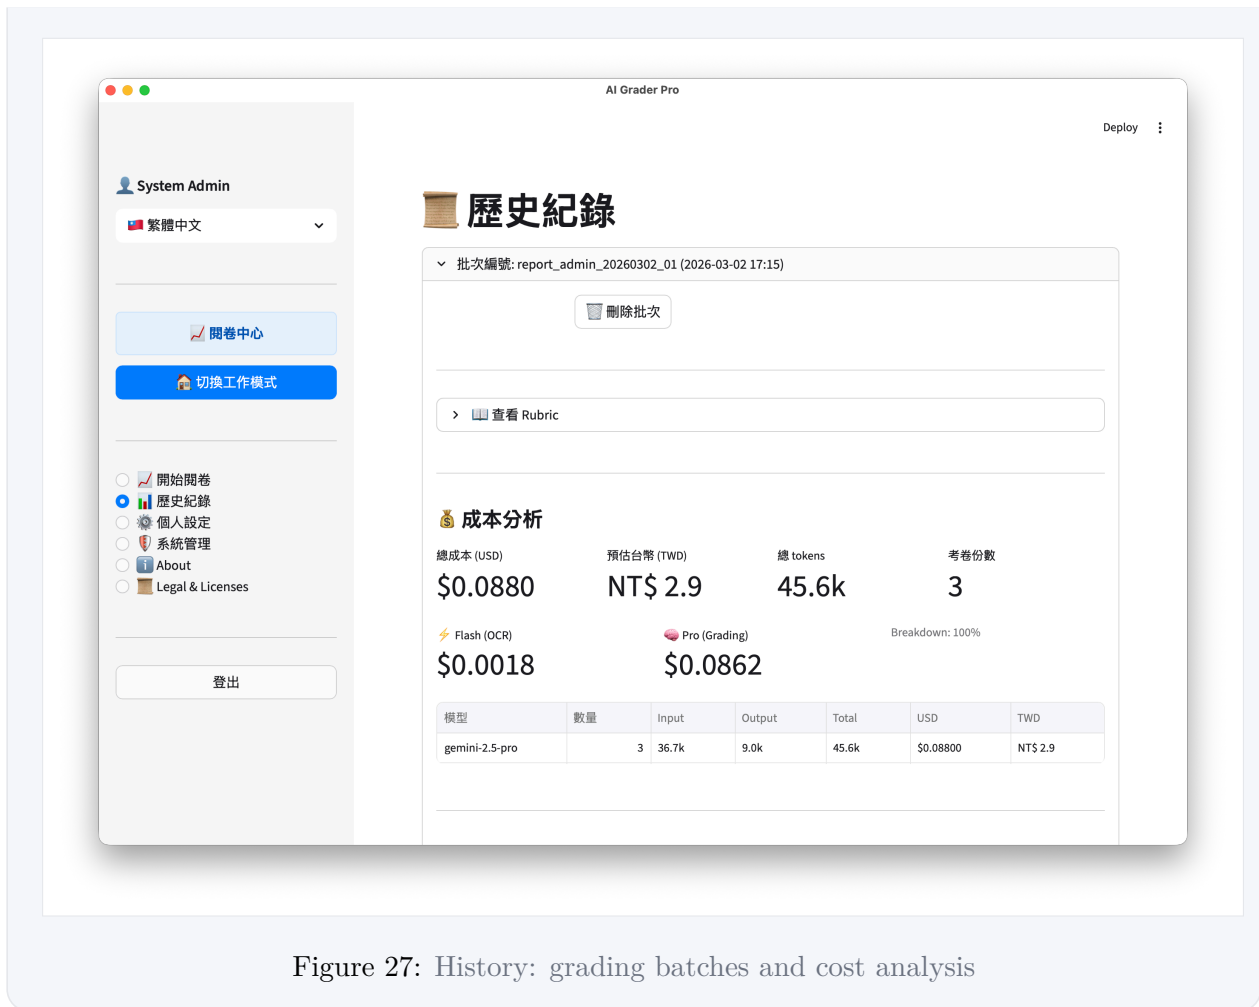 AI Grader Pro
Deploy
System Admin
繁體中文
閱卷中心
切換工作模式
開始閱卷
歷史紀錄
個人設定
系統管理
About
Legal & Licenses
登出
歷史紀錄
批次編號: report_admin_20260302_01 (2026-03-02 17:15)
刪除批次
查看 Rubric
成本分析
總成本 (USD) 預估台幣 (TWD) 總 tokens 考卷份數
$0.0880 NT$ 2.9 45.6k 3
Flash (OCR) Pro (Grading) Breakdown: 100%
$0.0018 $0.0862
模型 數量 Input Output Total USD TWD
gemini-2.5-pro 3 36.7k 9.0k 45.6k $0.08800 NT$ 2.9
Figure 27: History: grading batches and cost analysis